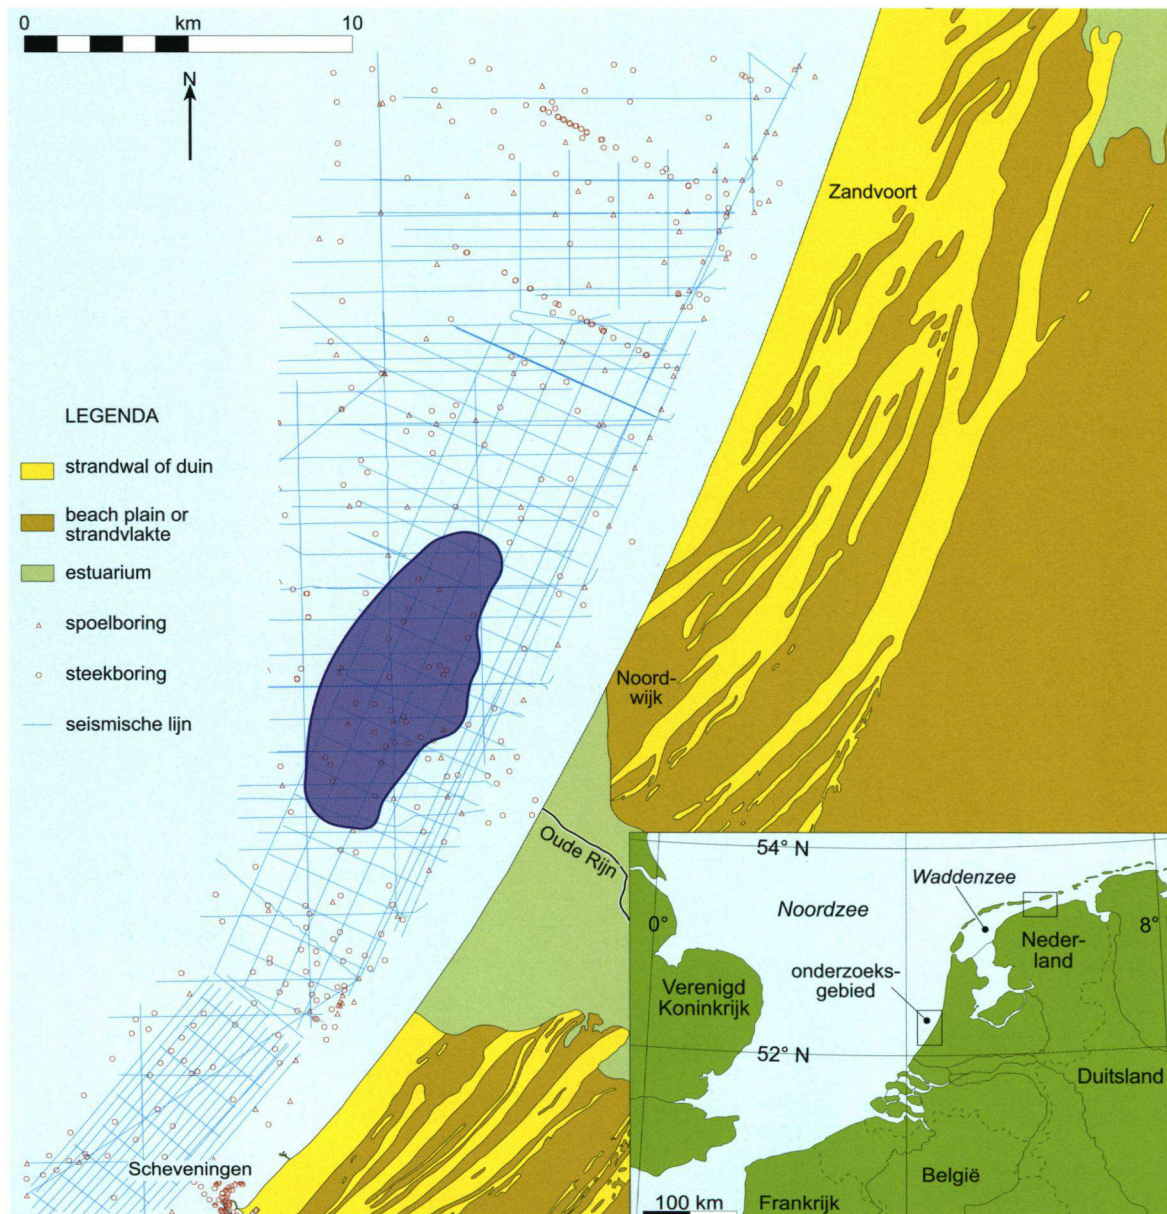 0 km 10
N
Zandvoort
LEGENDA
strandwal of duin
beach plain or
strandvlakte
estuarium
spoelboring
steekboring
seismische lijn
Noord-
wijk
Oude Rijn
Scheveningen
54° N
Waddenzee
Noordzee
0°
8°
Neder-
land
onderzoeks-
gebied
Verenigd
Koninkrijk
52° N
Duitsland
België
100 km
Frankrijk